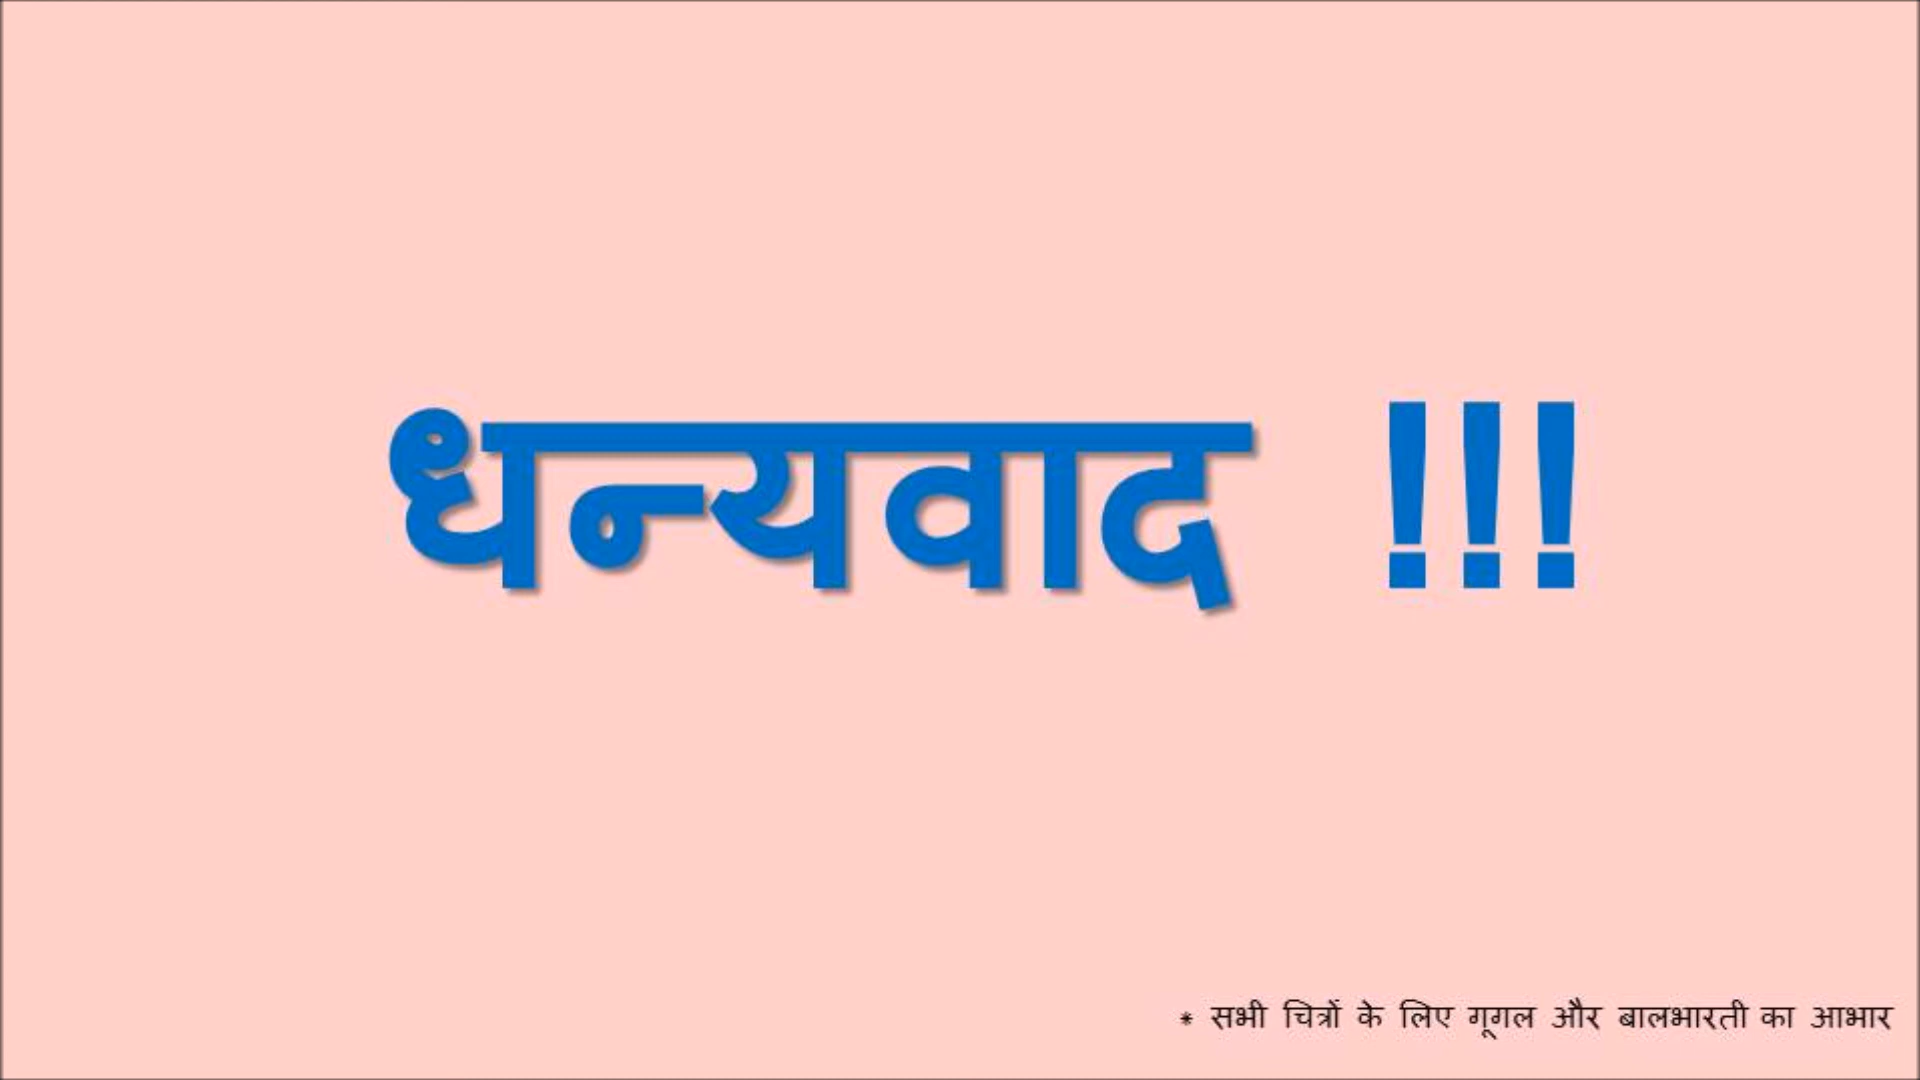 धन्यवाद !!!
* सभी चित्रों के लिए गूगल और बालभारती का आभार